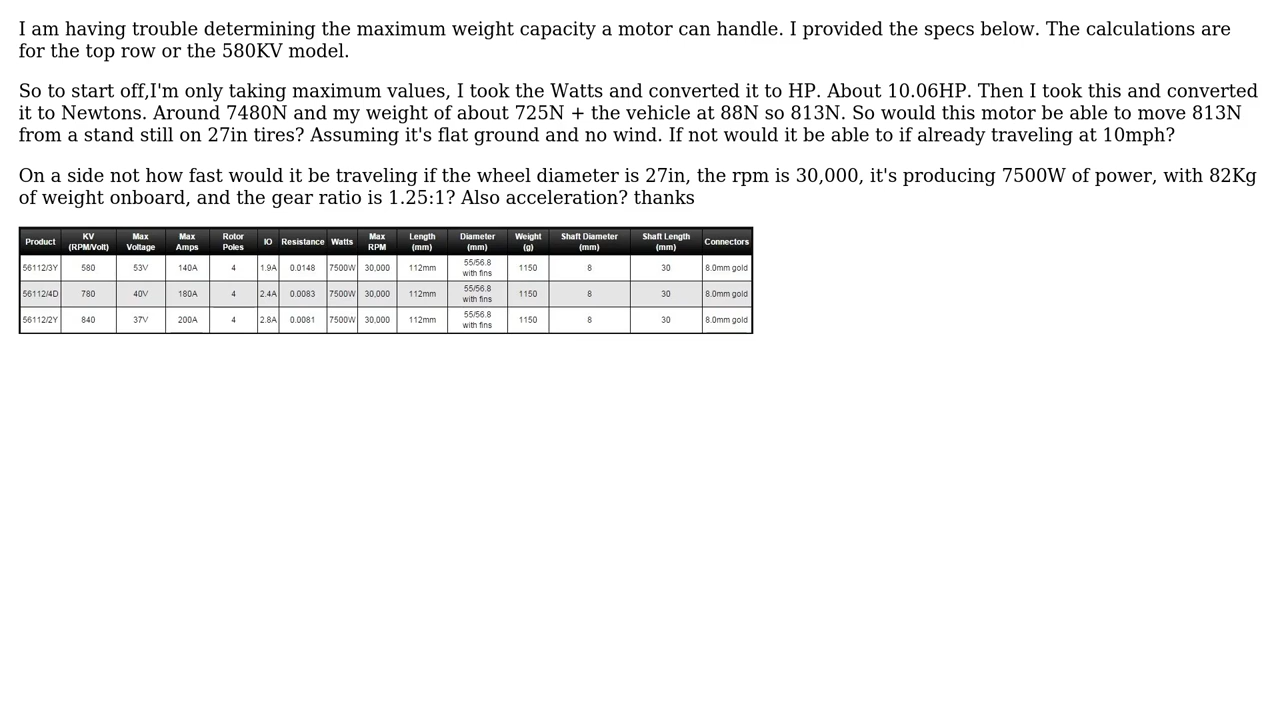 I am having trouble determining the maximum weight capacity a motor can handle. I provided the specs below. The calculations are
for the top row or the 580KV model.
So to start off,I'm only taking maximum values, I took the Watts and converted it to HP. About 10.06HP. Then I took this and converted
it to Newtons. Around 7480N and my weight of about 725N + the vehicle at 88N so 813N. So would this motor be able to move 813N
from a stand still on 27in tires? Assuming it's flat ground and no wind. If not would it be able to if already traveling at 10mph?
On a side not how fast would it be traveling if the wheel diameter is 27in, the rpm is 30,000, it's producing 7500W of power, with 82Kg
of weight onboard, and the gear ratio is 1.25:1? Also acceleration? thanks
Product KV (RPM/Volt) Max Voltage Max Amps Rotor Poles IO Resistance Watts Max RPM Length (mm) Diameter (mm) Weight (g) Shaft Diameter (mm) Shaft Length (mm) Connectors
56112/3Y 580 53V 140A 4 1.9A 0.0148 7500W 30,000 112mm 55/56.8 with fins 1150 8 30 8.0mm gold
56112/4D 780 40V 180A 4 2.4A 0.0083 7500W 30,000 112mm 55/56.8 with fins 1150 8 30 8.0mm gold
56112/2Y 840 37V 200A 4 2.8A 0.0081 7500W 30,000 112mm 55/56.8 with fins 1150 8 30 8.0mm gold